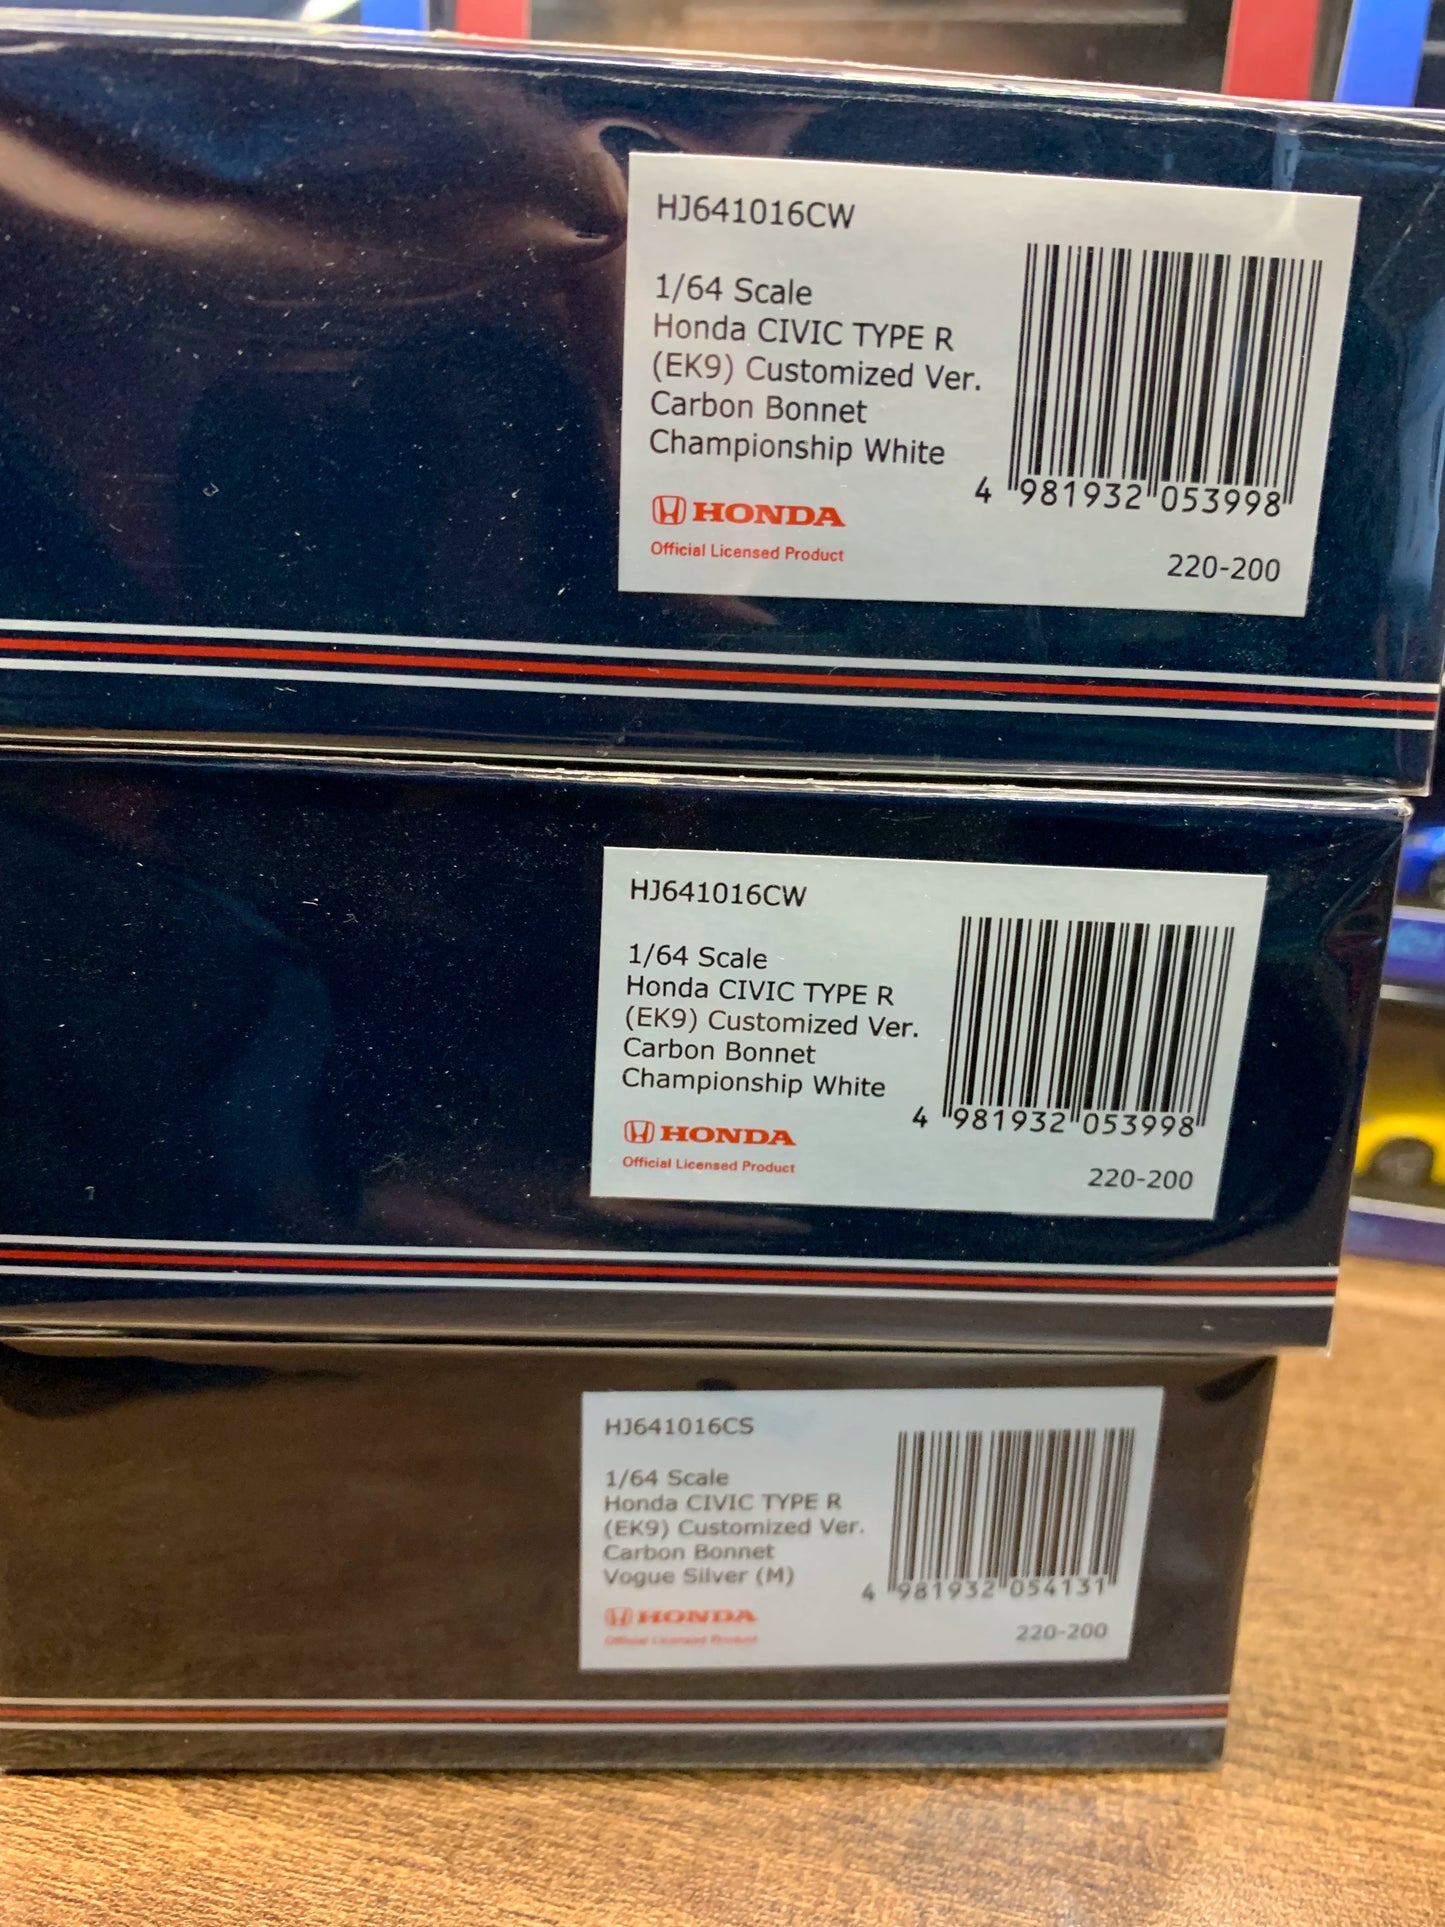 HJ641016CW
1/64 Scale
Honda CIVIC TYPE R
(EK9) Customized Ver.
Carbon Bonnet
Championship White
HONDA
Official Licensed Product
4 981932 053998
220-200
HJ641016CW
1/64 Scale
Honda CIVIC TYPE R
(EK9) Customized Ver.
Carbon Bonnet
Championship White
HONDA
Official Licensed Product
4 981932 053998
220-200
HJ641016CS
1/64 Scale
Honda CIVIC TYPE R
(EK9) Customized Ver.
Carbon Bonnet
Vogue Silver (M)
HONDA
Official Licensed Product
4 981932 054131
220-200